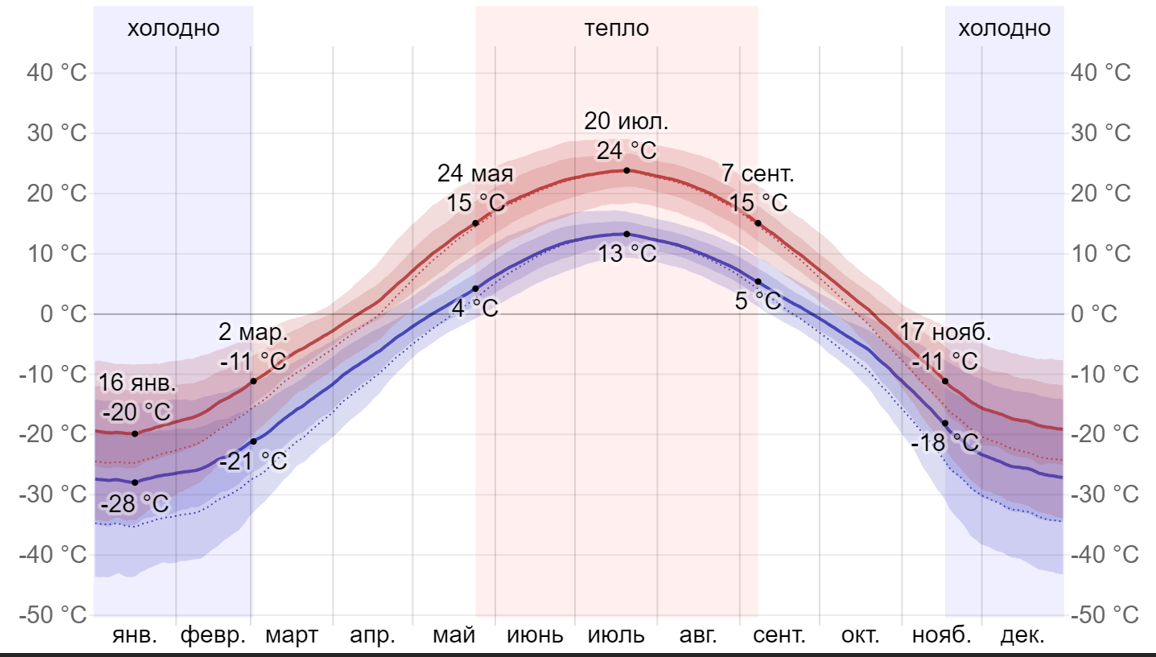 холодно тепло холодно
40 °C 40 °C
20 июл.
30 °C 30 °C
24 °C
24 мая 7 сент.
20 °C 15 °C 15 °C 20 °C
10 °C 13 °C 10 °C
4 °C 5 °C
0 °C 0 °C
2 мар. 17 нояб.
-11 °C -11 °C
-10 °C -10 °C
16 янв.
-20 °C
-20 °C -18 °C -20 °C
-21 °C
-30 °C -28 °C -30 °C
-40 °C -40 °C
-50 °C -50 °C
янв. февр. март апр. май июнь июль авг. сент. окт. нояб. дек.